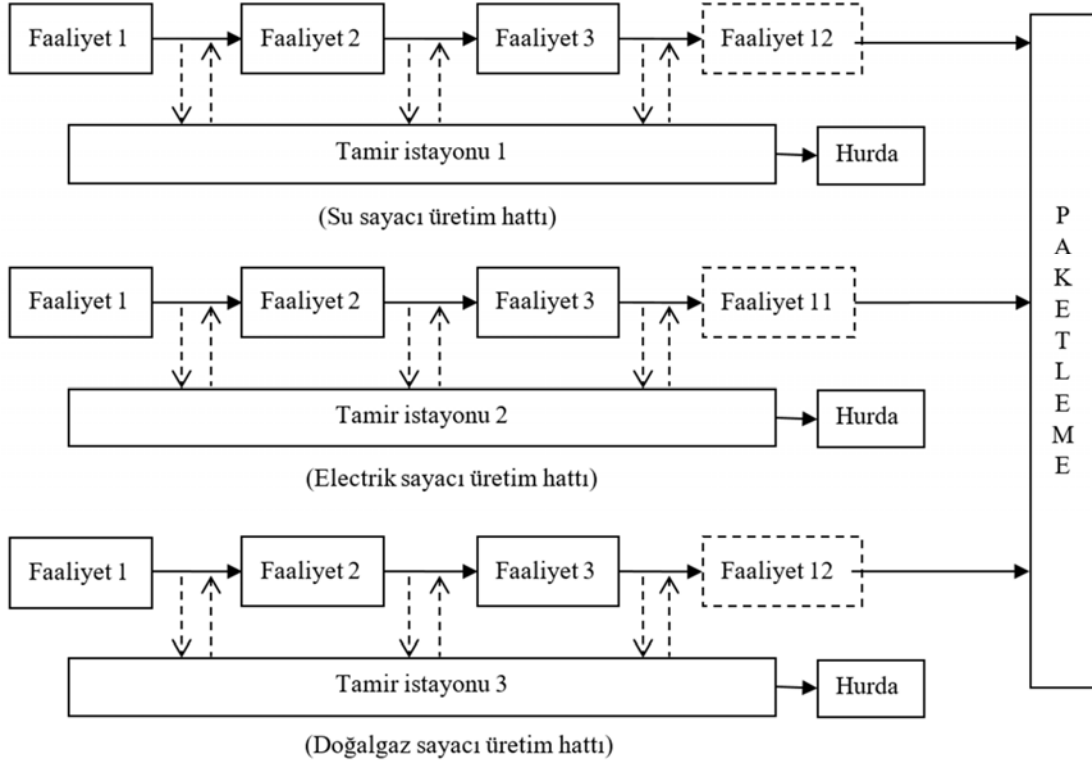 Faaliyet 1 Faaliyet 2 Faaliyet 3 Faaliyet 12
Tamir istayonu 1 Hurda
(Su sayacı üretim hattı)
Faaliyet 1 Faaliyet 2 Faaliyet 3 Faaliyet 11
Tamir istayonu 2 Hurda
(Electrik sayacı üretim hattı)
Faaliyet 1 Faaliyet 2 Faaliyet 3 Faaliyet 12
Tamir istayonu 3 Hurda
(Doğalgaz sayacı üretim hattı)
PAKETLEME